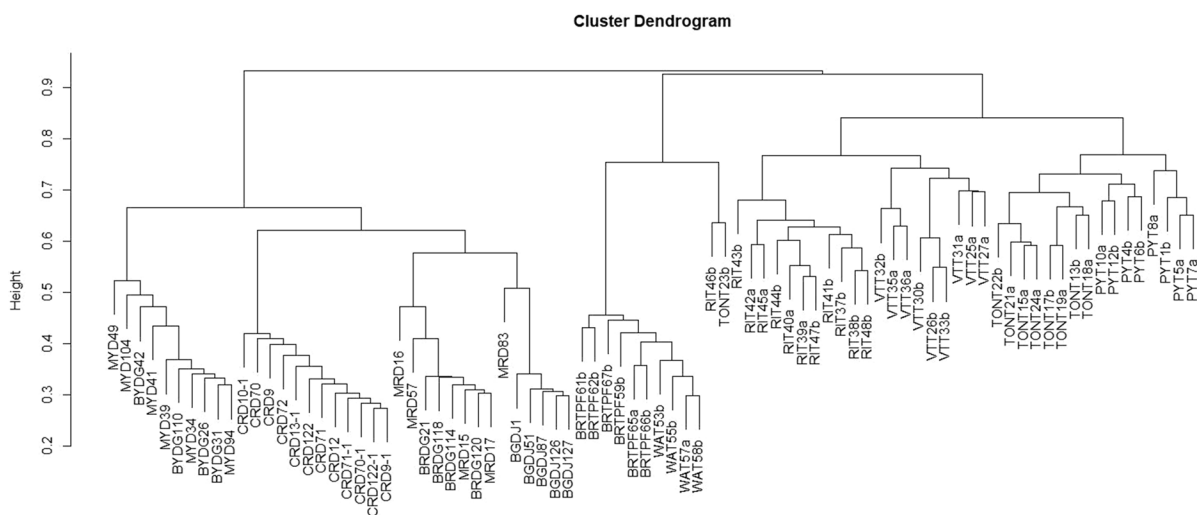 Cluster Dendrogram
Height
0.9
0.8
0.7
0.6
0.5
0.4
0.3
0.2
MYD49
MYD104
BYDG42
MYD41
MYD39
BYDG110
MYD34
BYDG26
BYDG31
MYD94
CRD10-1
CRD70
CRD9
CRD72
CRD13-1
CRD122
CRD71
CRD12
CRD71-1
CRD70-1
CRD122-1
CRD9-1
MRD16
MRD57
BRDG21
BRDG118
BRDG114
MRD15
BRDG120
MRD17
MRD83
BGDJ1
BGDJ51
BGDJ87
BGDJ126
BGDJ127
BRTPF61b
BRTPF62b
BRTPF67b
BRTPF59b
BRTPF65a
BRTPF66b
WAT53b
WAT55b
WAT57a
WAT58b
RIT46b
TONT23b
RIT43b
RIT42a
RIT45a
RIT44b
RIT40a
RIT39a
RIT47b
RIT41b
RIT37b
RIT38b
RIT48b
VTT32b
VTT35a
VTT36a
VTT30b
VTT26b
VTT33b
VTT31a
VTT25a
VTT27a
TONT22b
TONT21a
TONT15a
TONT24a
TONT17b
TONT19a
TONT13b
TONT18a
PYT10a
PYT12b
PYT4b
PYT6b
PYT8a
PYT1b
PYT5a
PYT7a